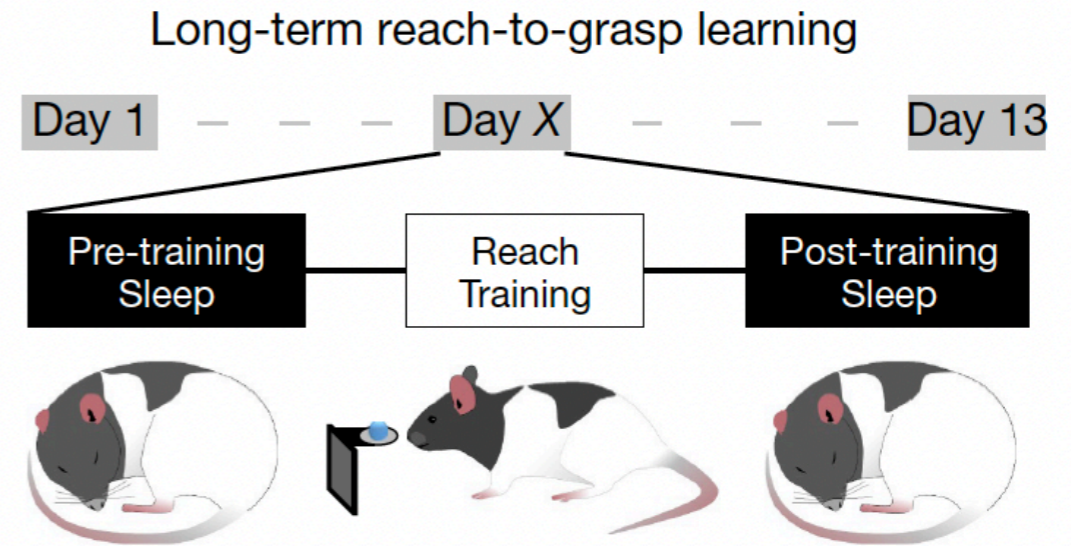 Long-term reach-to-grasp learning
Day 1
Day X
Day 13
Pre-training
Sleep
Reach
Training
Post-training
Sleep